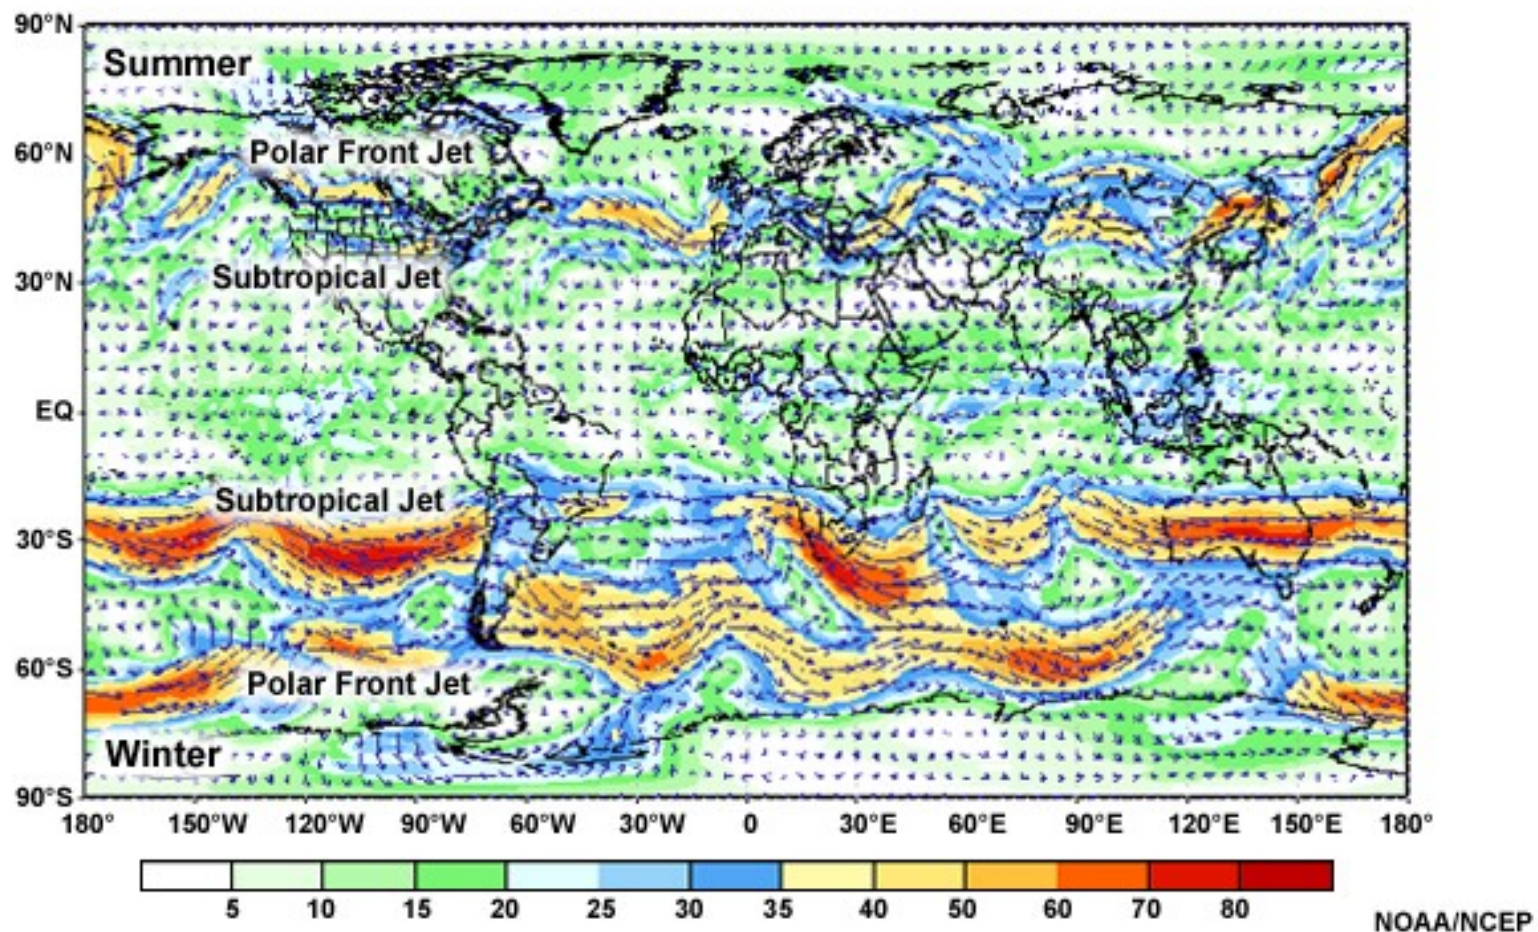 90°N
Summer
60°N
Polar Front Jet
30°N
Subtropical Jet
EQ
Subtropical Jet
30°S
60°S
Polar Front Jet
Winter
90°S
180° 150°W 120°W 90°W 60°W 30°W 0 30°E 60°E 90°E 120°E 150°E 180°
5 10 15 20 25 30 35 40 50 60 70 80
NOAA/NCEP